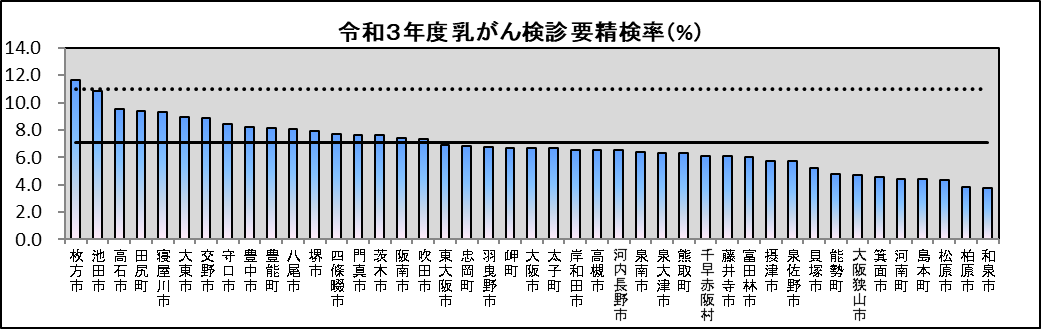 令和3年度乳がん検診要精検率(%)
14.0
12.0
10.0
8.0
6.0
4.0
2.0
0.0
枚方市
池田市
高石市
田尻町
寝屋川市
大東市
交野市
守口市
豊中市
豊能町
八尾市
堺市
四條畷市
門真市
茨木市
阪南市
吹田市
東大阪市
忠岡町
羽曳野市
岬町
大阪市
太子町
岸和田市
高槻市
河内長野市
泉南市
泉大津市
熊取町
千早赤阪村
藤井寺市
富田林市
摂津市
泉佐野市
貝塚市
能勢町
大阪狭山市
箕面市
河南町
島本町
松原市
柏原市
和泉市